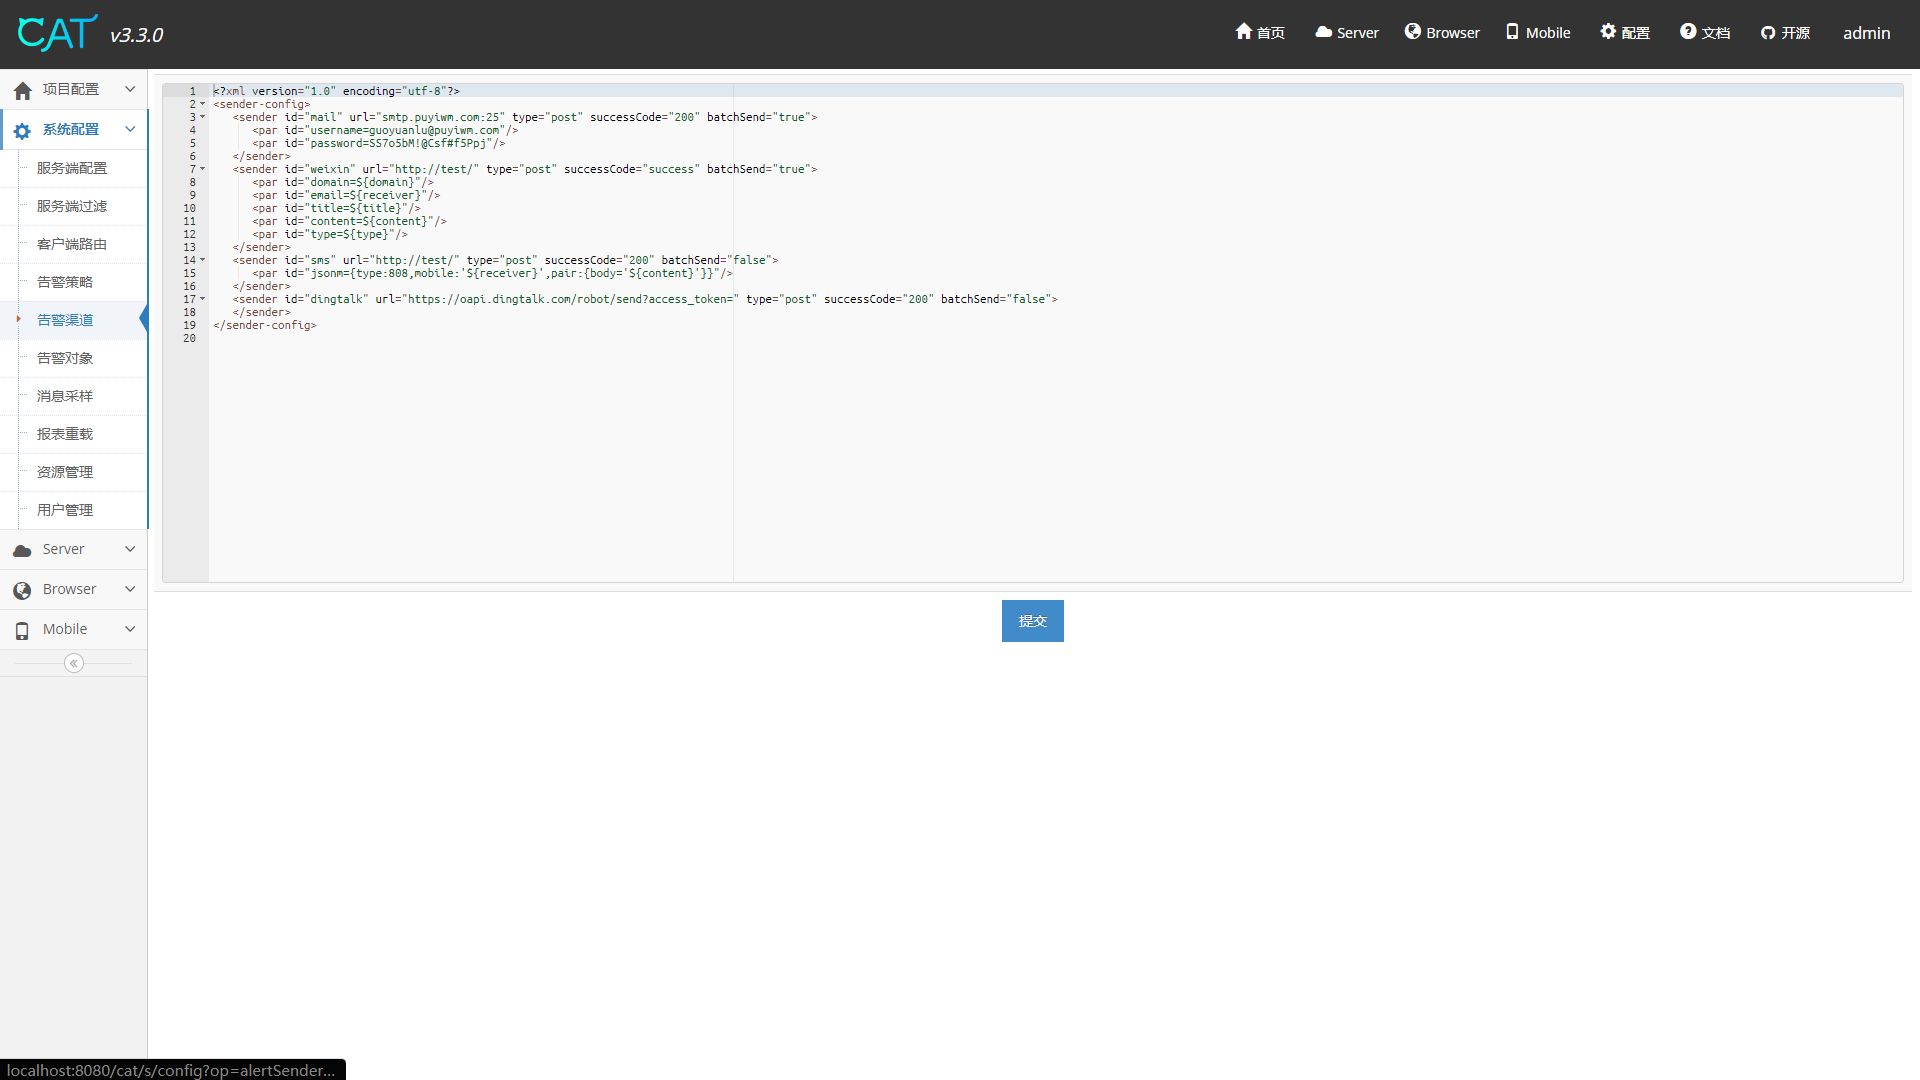 CAT v3.3.0
首页 Server Browser Mobile 配置 文档 开源 admin
项目配置
系统配置
服务端配置
服务端过滤
客户端路由
告警策略
告警渠道
告警对象
消息采样
报表重载
资源管理
用户管理
Server
Browser
Mobile
1 <?xml version="1.0" encoding="utf-8"?>
2 <sender-config>
3 <sender id="mail" url="smtp.puyiwm.com:25" type="post" successCode="200" batchSend="true">
4 <par id="username=guoyuanlu@puyiwm.com"/>
5 <par id="password=SS7o5bM!@Csf#f5Ppj"/>
6 </sender>
7 <sender id="weixin" url="http://test/" type="post" successCode="success" batchSend="true">
8 <par id="domain=${domain}"/>
9 <par id="email=${receiver}"/>
10 <par id="title=${title}"/>
11 <par id="content=${content}"/>
12 <par id="type=${type}"/>
13 </sender>
14 <sender id="sms" url="http://test/" type="post" successCode="200" batchSend="false">
15 <par id="jsonm={type:808,mobile:'${receiver}',pair:{body='${content}'}}"/>
16 </sender>
17 <sender id="dingtalk" url="https://oapi.dingtalk.com/robot/send?access_token=" type="post" successCode="200" batchSend="false">
18 </sender>
19 </sender-config>
20
提交
localhost:8080/cat/s/config?op=alertSender...